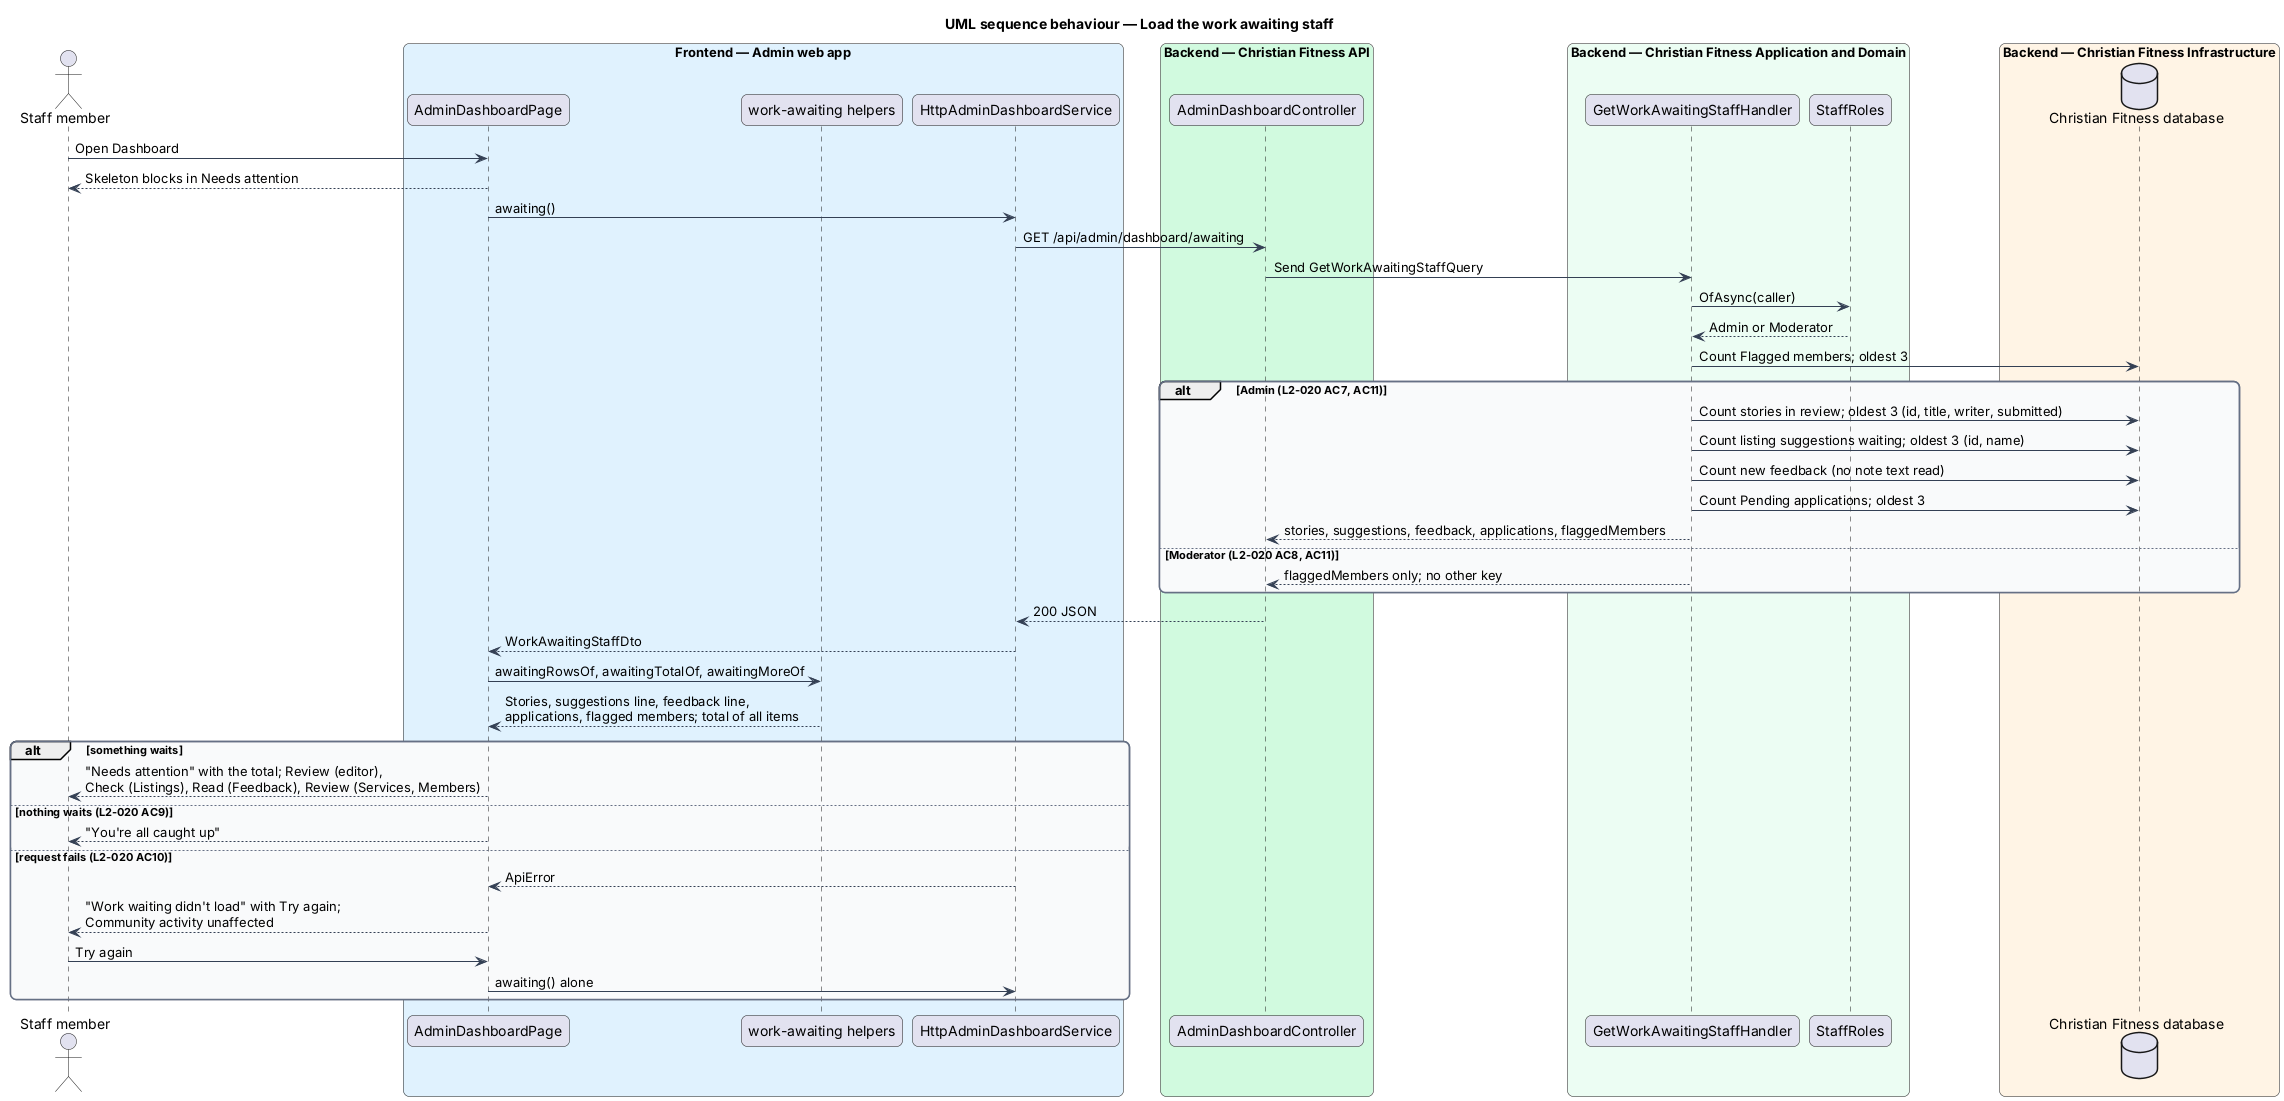 UML sequence behaviour — Load the work awaiting staff
Frontend — Admin web app
Backend — Christian Fitness API
Backend — Christian Fitness Application and Domain
Backend — Christian Fitness Infrastructure
Staff member
AdminDashboardPage
work-awaiting helpers
HttpAdminDashboardService
AdminDashboardController
GetWorkAwaitingStaffHandler
StaffRoles
Christian Fitness database
Open Dashboard
Skeleton blocks in Needs attention
awaiting()
GET /api/admin/dashboard/awaiting
Send GetWorkAwaitingStaffQuery
OfAsync(caller)
Admin or Moderator
Count Flagged members; oldest 3
alt
[Admin (L2-020 AC7, AC11)]
Count stories in review; oldest 3 (id, title, writer, submitted)
Count listing suggestions waiting; oldest 3 (id, name)
Count new feedback (no note text read)
Count Pending applications; oldest 3
stories, suggestions, feedback, applications, flaggedMembers
[Moderator (L2-020 AC8, AC11)]
flaggedMembers only; no other key
200 JSON
WorkAwaitingStaffDto
awaitingRowsOf, awaitingTotalOf, awaitingMoreOf
Stories, suggestions line, feedback line,
applications, flagged members; total of all items
alt
[something waits]
"Needs attention" with the total; Review (editor),
Check (Listings), Read (Feedback), Review (Services, Members)
[nothing waits (L2-020 AC9)]
"You're all caught up"
[request fails (L2-020 AC10)]
ApiError
"Work waiting didn't load" with Try again;
Community activity unaffected
Try again
awaiting() alone
Staff member
AdminDashboardPage
work-awaiting helpers
HttpAdminDashboardService
AdminDashboardController
GetWorkAwaitingStaffHandler
StaffRoles
Christian Fitness database